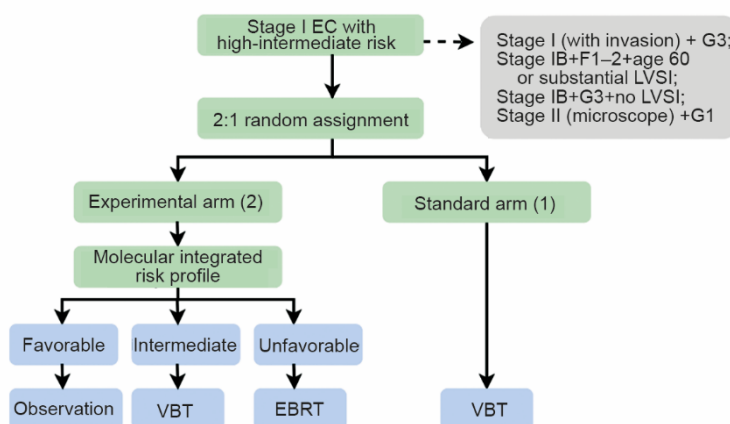 Stage I EC with
high-intermediate risk
Stage I (with invasion) + G3;
Stage IB+F1–2+age 60
or substantial LVSI;
Stage IB+G3+no LVSI;
Stage II (microscope) +G1
2:1 random assignment
Experimental arm (2)
Standard arm (1)
Molecular integrated
risk profile
Favorable
Intermediate
Unfavorable
Observation
VBT
EBRT
VBT